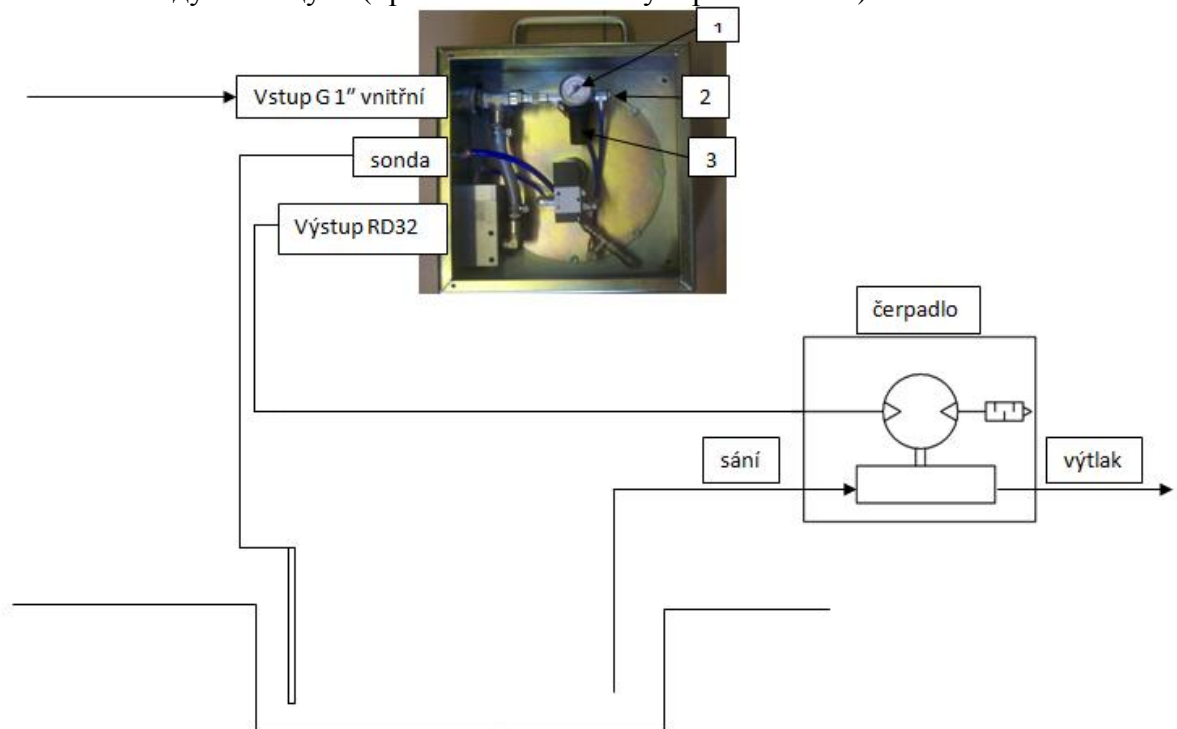 1
Vstup G 1” vnitřní
2
sonda
3
Výstup RD32
čerpadlo
sání
výtlak